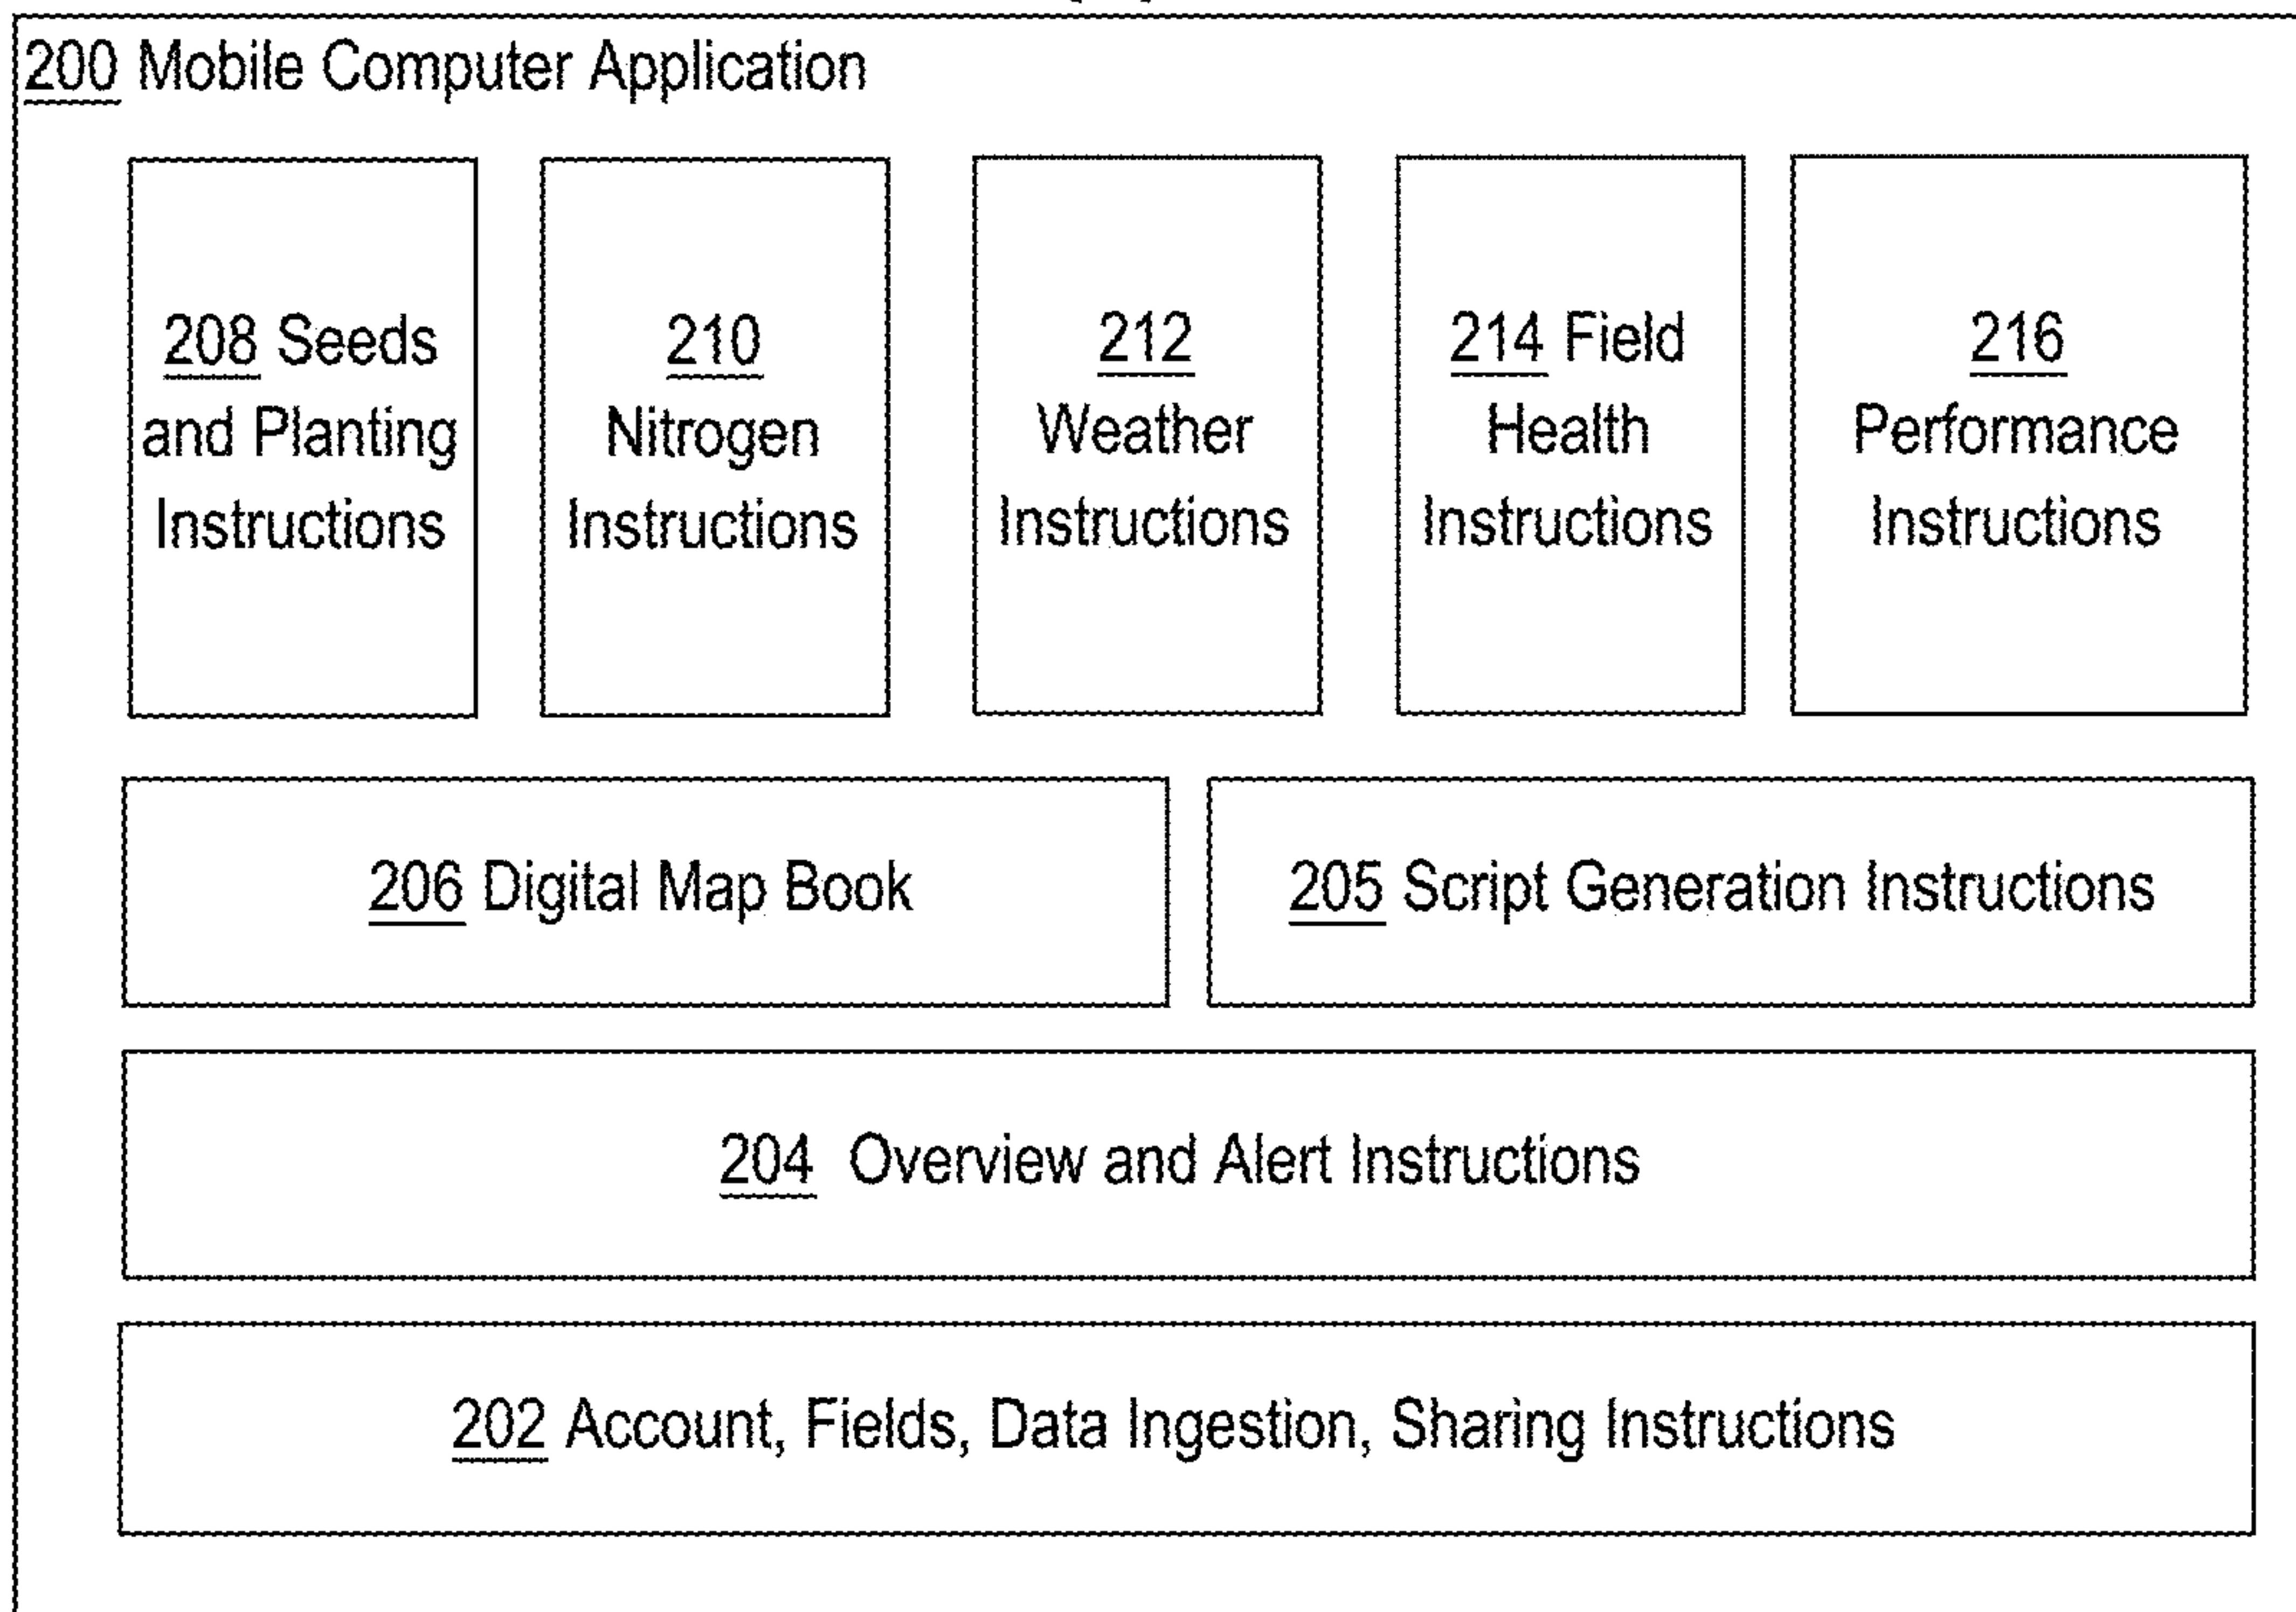 200 Mobile Computer Application
208 Seeds
and Planting
Instructions
210
Nitrogen
Instructions
212
Weather
Instructions
214 Field
Health
Instructions
216
Performance
Instructions
206 Digital Map Book
205 Script Generation Instructions
204 Overview and Alert Instructions
202 Account, Fields, Data Ingestion, Sharing Instructions